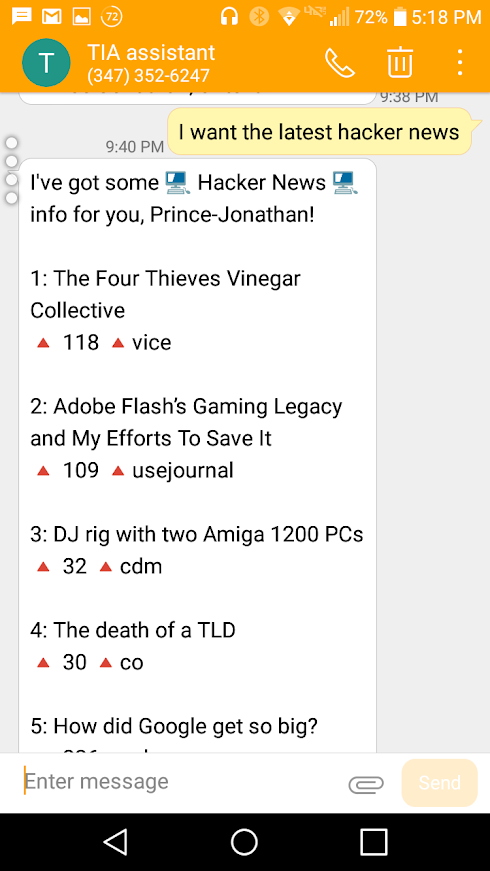 72
72%
5:18 PM
T
TIA assistant
(347) 352-6247
9:38 PM
I want the latest hacker news
9:40 PM
I've got some 💻 Hacker News 💻
info for you, Prince-Jonathan!
1: The Four Thieves Vinegar
Collective
🔺 118 🔺 vice
2: Adobe Flash's Gaming Legacy
and My Efforts To Save It
🔺 109 🔺 usejournal
3: DJ rig with two Amiga 1200 PCs
🔺 32 🔺 cdm
4: The death of a TLD
🔺 30 🔺 co
5: How did Google get so big?
Enter message
Send